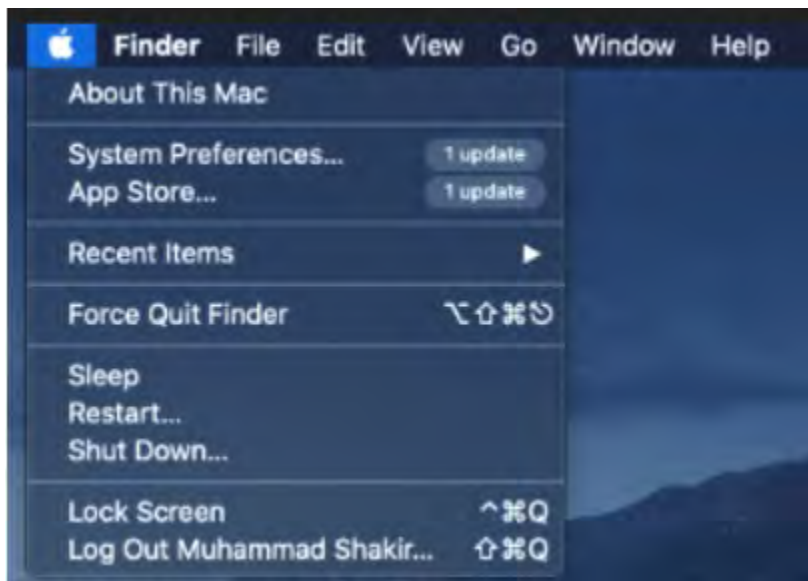 Finder File Edit View Go Window Help
About This Mac
System Preferences... 1 update
App Store... 1 update
Recent Items ▶
Force Quit Finder ⌥⇧⌘⎋
Sleep
Restart...
Shut Down...
Lock Screen ^⌘Q
Log Out Muhammad Shakir... ⇧⌘Q